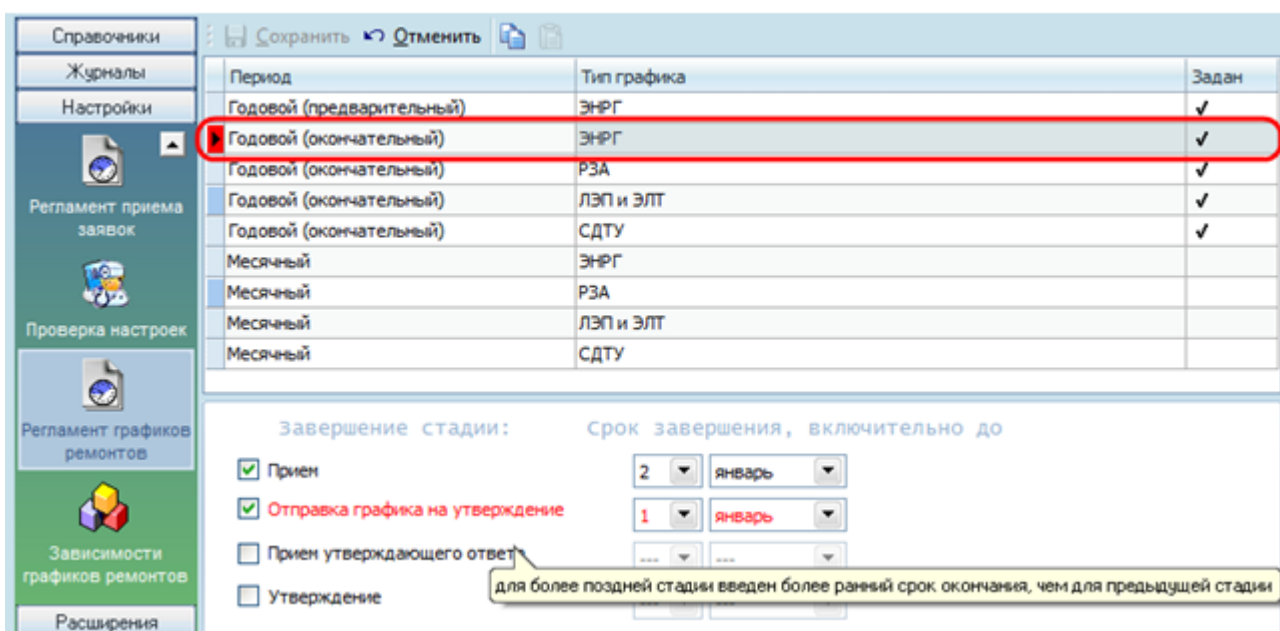 Справочники
Журналы
Настройки
Регламент приема
заявок
Проверка настроек
Регламент графиков
ремонтов
Зависимости
графиков ремонтов
Расширения
Сохранить Отменить
Период Тип графика Задан
Годовой (предварительный) ЭНРГ ✓
Годовой (окончательный) ЭНРГ ✓
Годовой (окончательный) РЗА ✓
Годовой (окончательный) ЛЭП и ЭЛТ ✓
Годовой (окончательный) СДТУ ✓
Месячный ЭНРГ
Месячный РЗА
Месячный ЛЭП и ЭЛТ
Месячный СДТУ
Завершение стадии: Срок завершения, включительно до
Прием 2 январь
Отправка графика на утверждение 1 январь
Прием утверждающего ответа --- ---
для более поздней стадии введен более ранний срок окончания, чем для предыдущей стадии
Утверждение